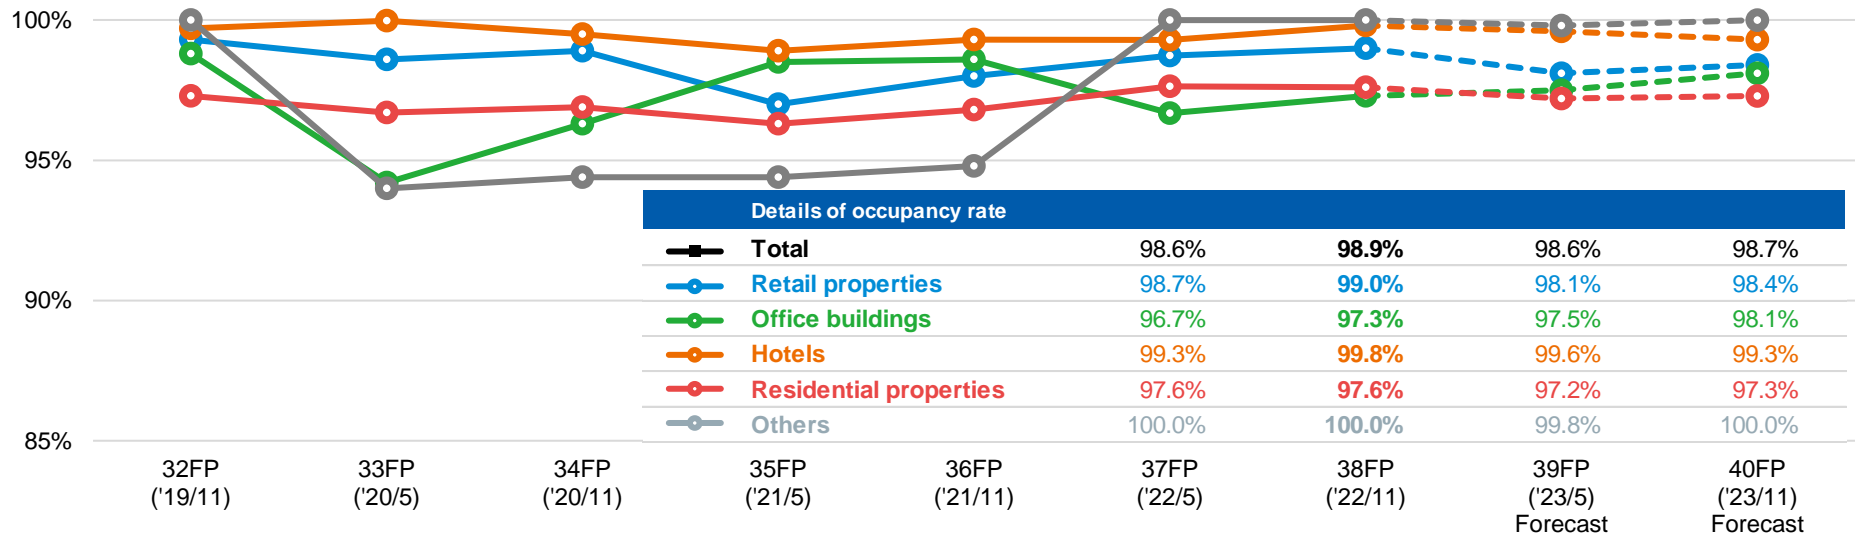 100%
95%
90%
85%
Details of occupancy rate
Total 98.6% 98.9% 98.6% 98.7%
Retail properties 98.7% 99.0% 98.1% 98.4%
Office buildings 96.7% 97.3% 97.5% 98.1%
Hotels 99.3% 99.8% 99.6% 99.3%
Residential properties 97.6% 97.6% 97.2% 97.3%
Others 100.0% 100.0% 99.8% 100.0%
32FP 33FP 34FP 35FP 36FP 37FP 38FP 39FP 40FP
('19/11) ('20/5) ('20/11) ('21/5) ('21/11) ('22/5) ('22/11) ('23/5) ('23/11)
Forecast Forecast